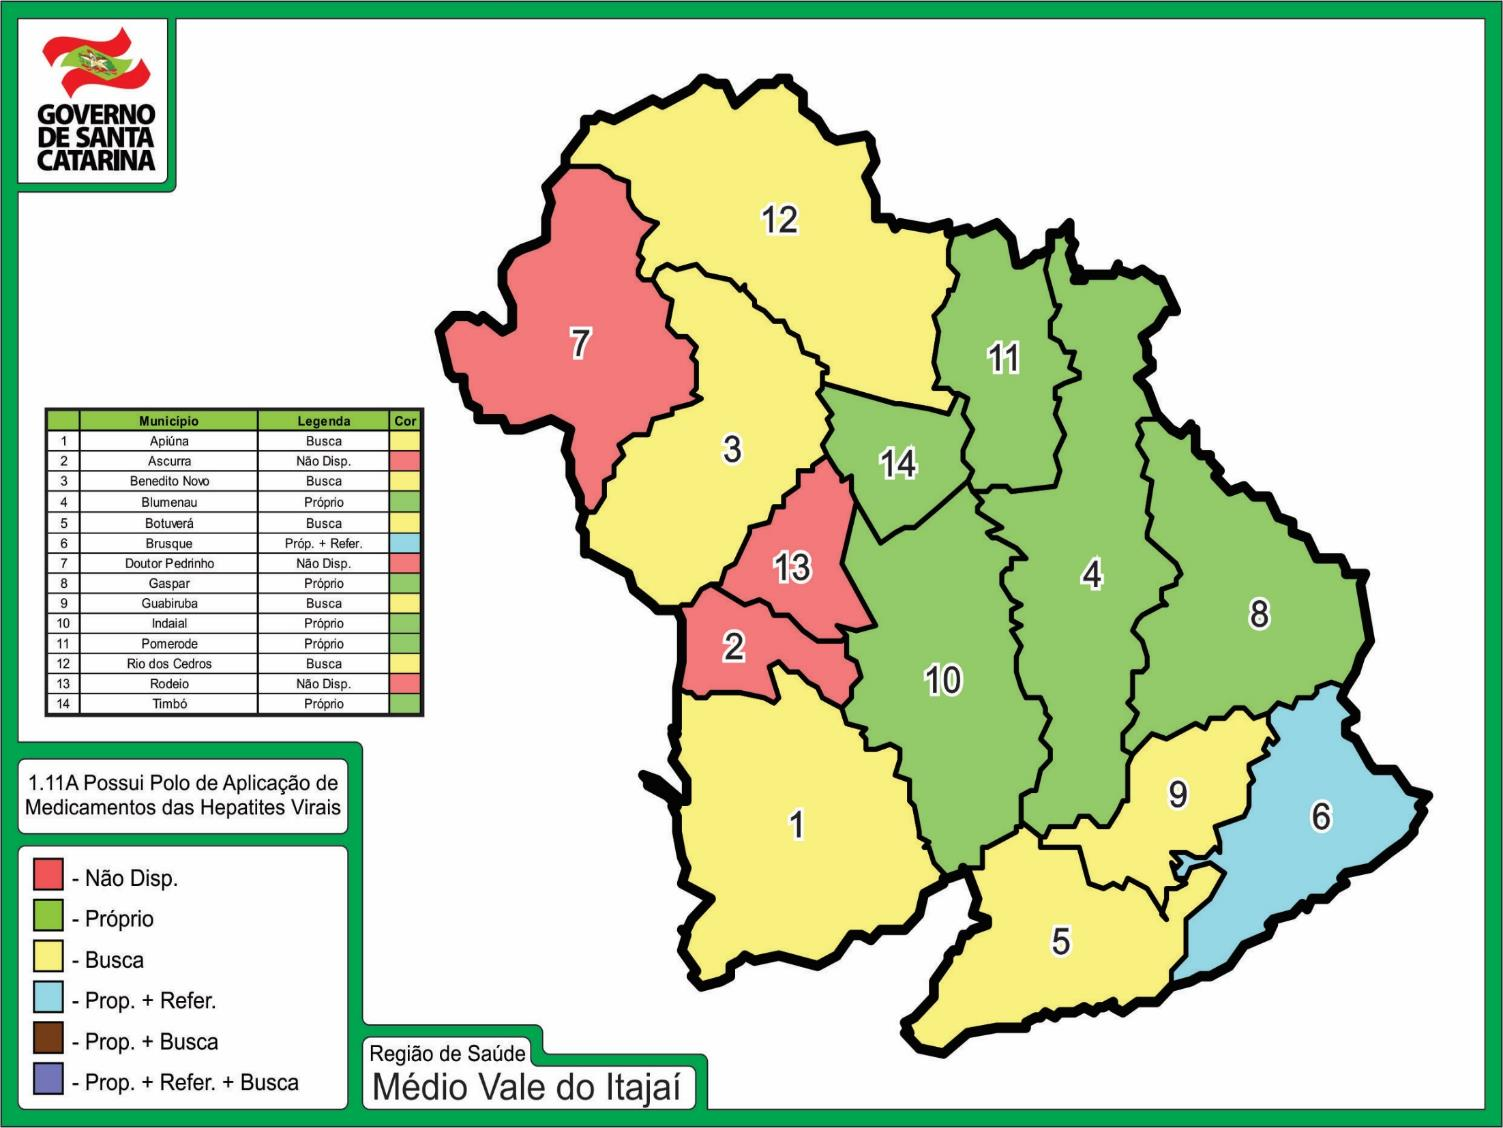 GOVERNO
DE SANTA
CATARINA
12
7
11
3
14
13
4
8
2
10
9
6
1
5
Município Legenda Cor
1 Apiúna Busca
2 Ascurra Não Disp.
3 Benedito Novo Busca
4 Blumenau Próprio
5 Botuverá Busca
6 Brusque Próp. + Refer.
7 Doutor Pedrinho Não Disp.
8 Gaspar Próprio
9 Guabiruba Busca
10 Indaial Próprio
11 Pomerode Próprio
12 Rio dos Cedros Busca
13 Rodeio Não Disp.
14 Timbó Próprio
1.11A Possui Polo de Aplicação de
Medicamentos das Hepatites Virais
- Não Disp.
- Próprio
- Busca
- Prop. + Refer.
- Prop. + Busca
- Prop. + Refer. + Busca
Região de Saúde
Médio Vale do Itajaí